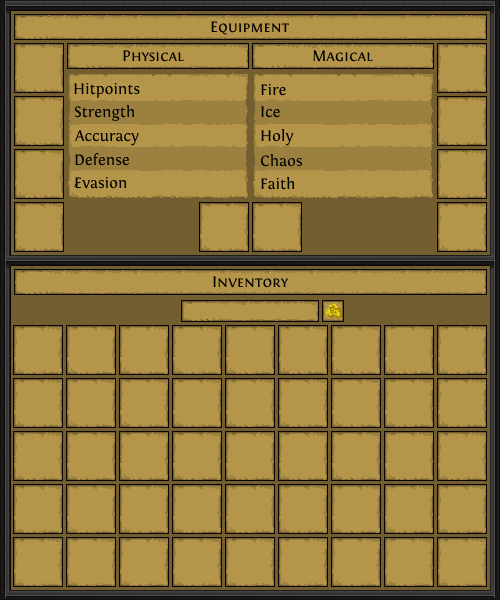 Equipment
Physical
Magical
Hitpoints
Strength
Accuracy
Defense
Evasion
Fire
Ice
Holy
Chaos
Faith
Inventory